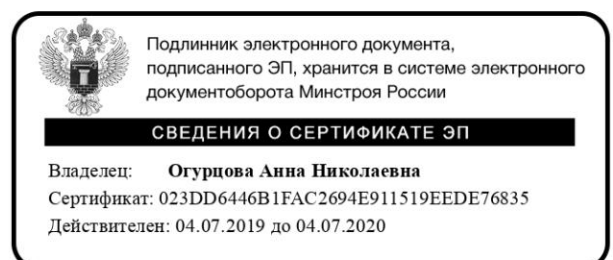 Подлинник электронного документа,
подписанного ЭП, хранится в системе электронного
документоборота Минстроя России
СВЕДЕНИЯ О СЕРТИФИКАТЕ ЭП
Владелец: Огурцова Анна Николаевна
Сертификат: 023DD6446B1FAC2694E911519EEDE76835
Действителен: 04.07.2019 до 04.07.2020